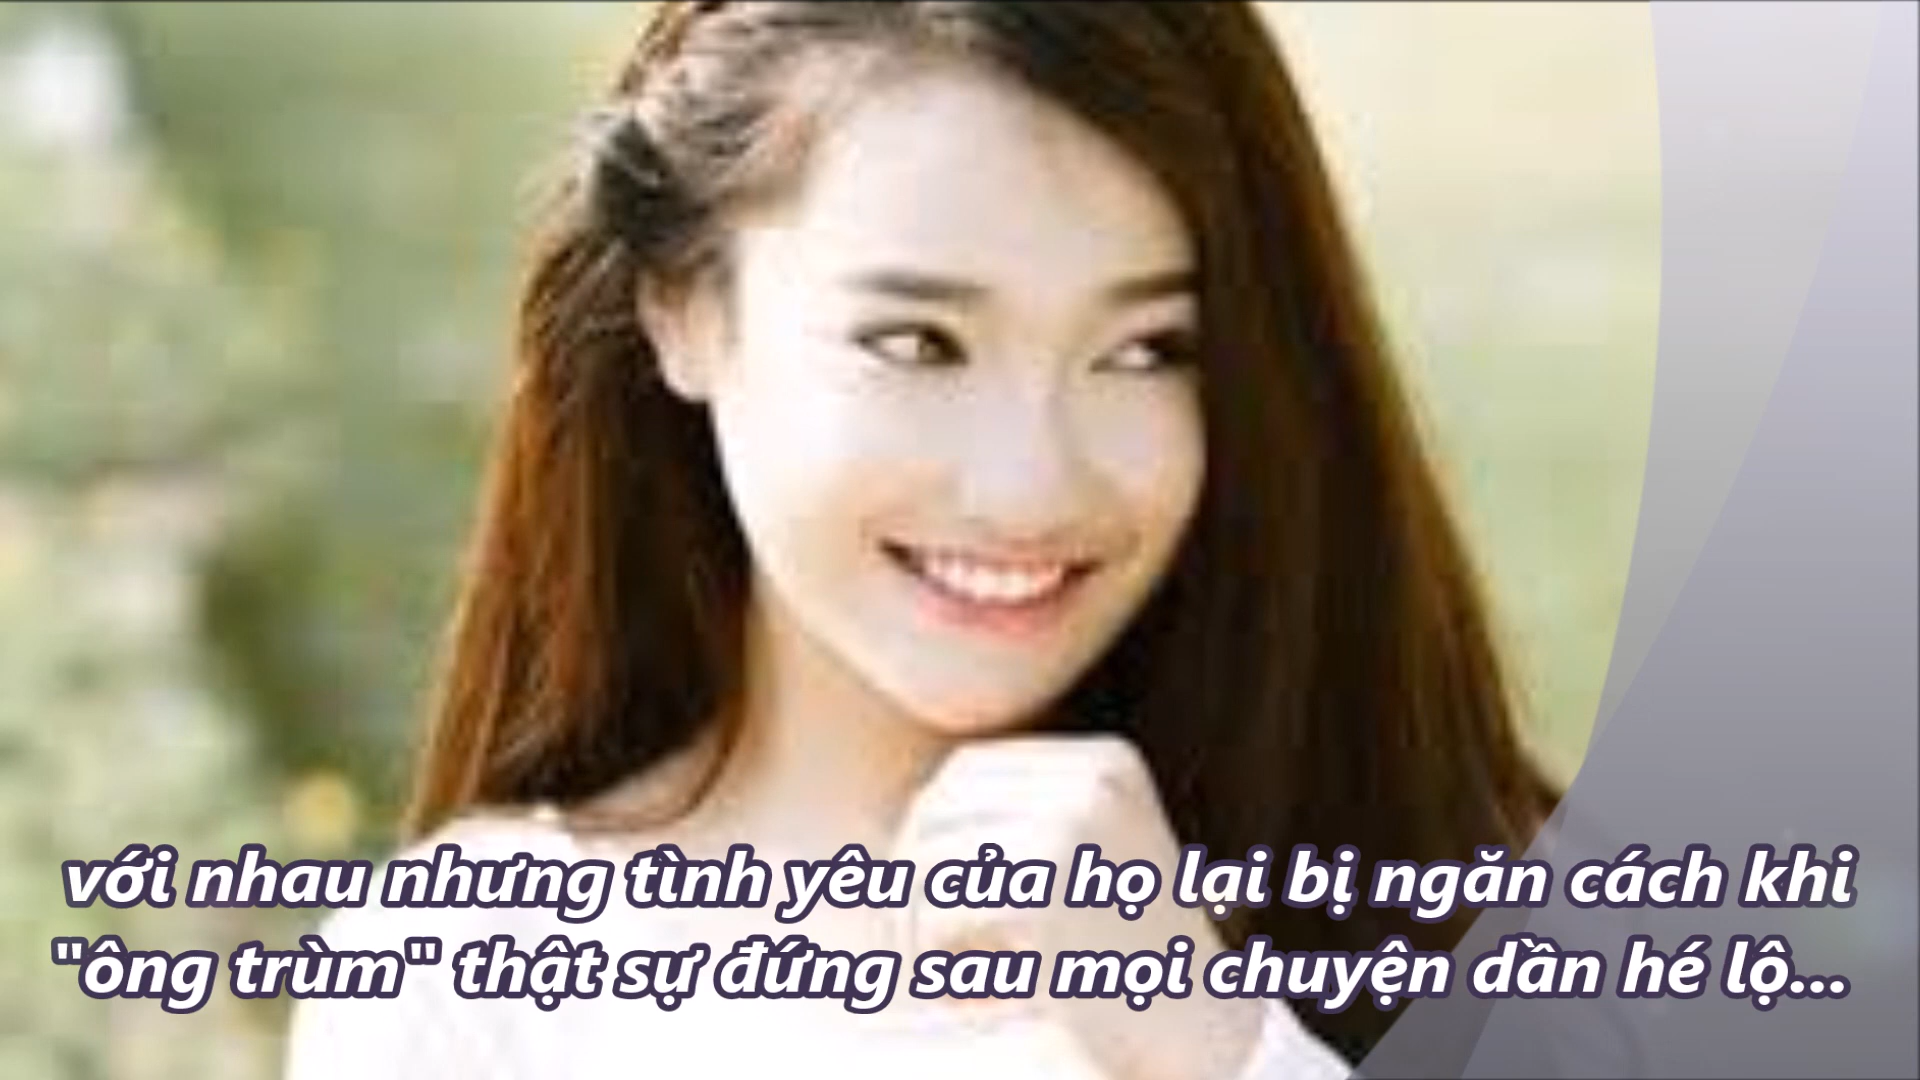 với nhau nhưng tình yêu của họ lại bị ngăn cách khi
"ông trùm" thật sự đứng sau mọi chuyện dần hé lộ...